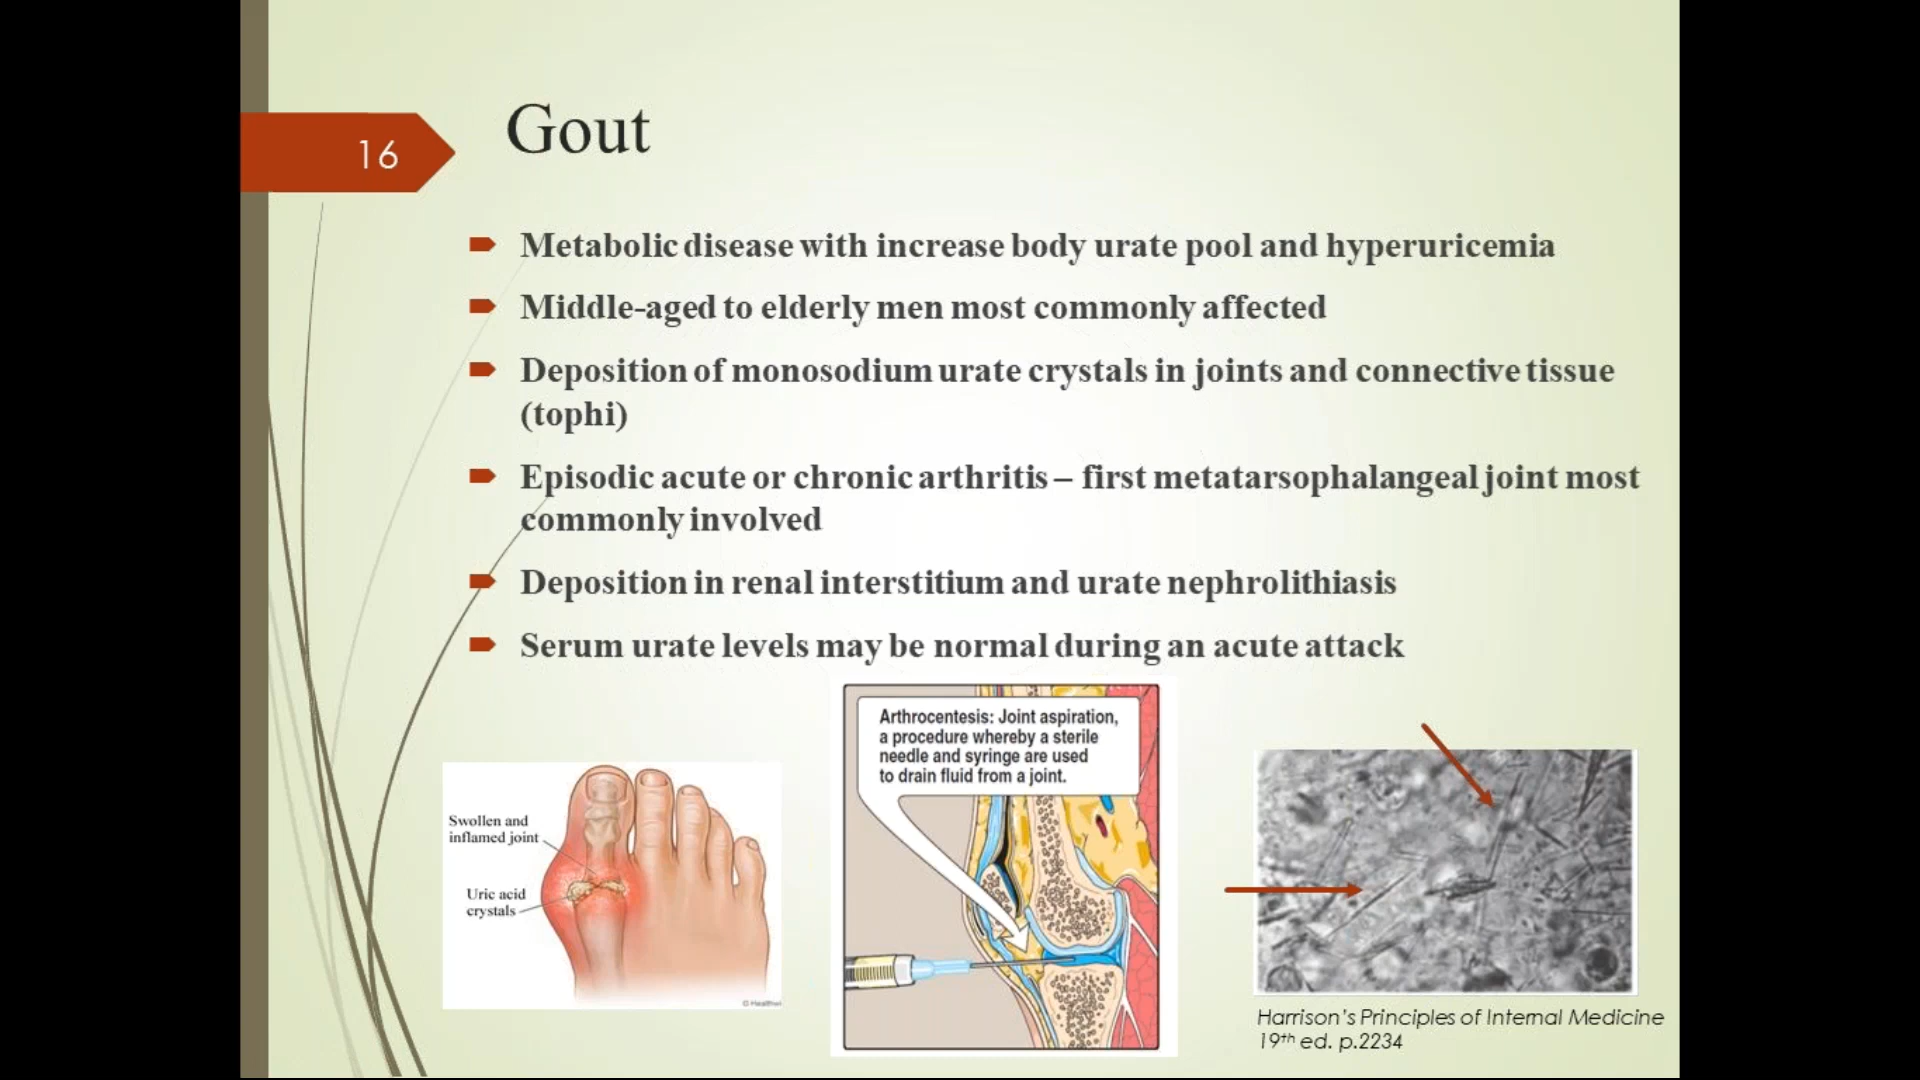 16
Gout
Metabolic disease with increase body urate pool and hyperuricemia
Middle-aged to elderly men most commonly affected
Deposition of monosodium urate crystals in joints and connective tissue
(tophi)
Episodic acute or chronic arthritis – first metatarsophalangeal joint most
commonly involved
Deposition in renal interstitium and urate nephrolithiasis
Serum urate levels may be normal during an acute attack
Swollen and
inflamed joint
Uric acid
crystals
Arthrocentesis: Joint aspiration,
a procedure whereby a sterile
needle and syringe are used
to drain fluid from a joint.
Harrison's Principles of Internal Medicine
19th ed. p.2234